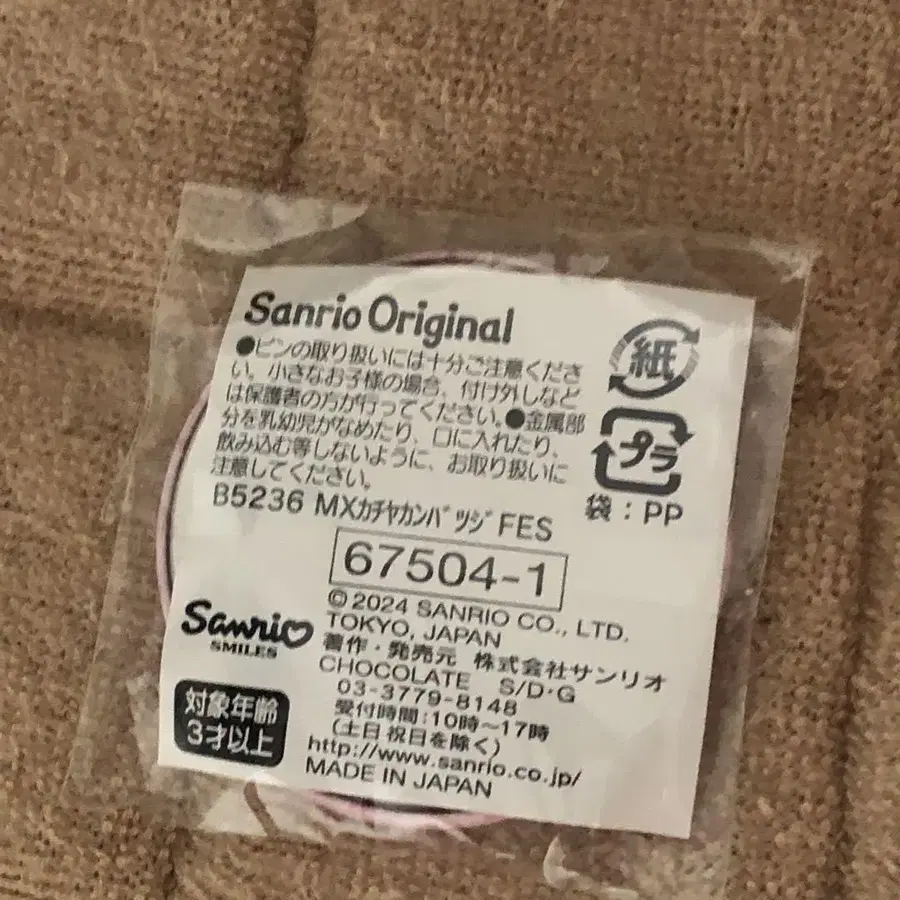 Sanrio Original
●ピンの取り扱いには十分ご注意くださ
い。小さなお子様の場合、付け外しなど
は保護者の方が行ってください。●金属部
分を乳幼児がなめたり、口に入れたり、
飲み込む等しないように、お取り扱いに
注意してください。
紙
プラ
袋：PP
B5236 MXカチヤカンバツジFES
67504-1
©2024 SANRIO CO., LTD.
TOKYO, JAPAN
著作・発売元 株式会社サンリオ
CHOCOLATE S/D・G
03-3779-8148
受付時間：10時～17時
(土日祝日を除く)
http://www.sanrio.co.jp/
MADE IN JAPAN
Sanrio
SMILES
対象年齢
3才以上